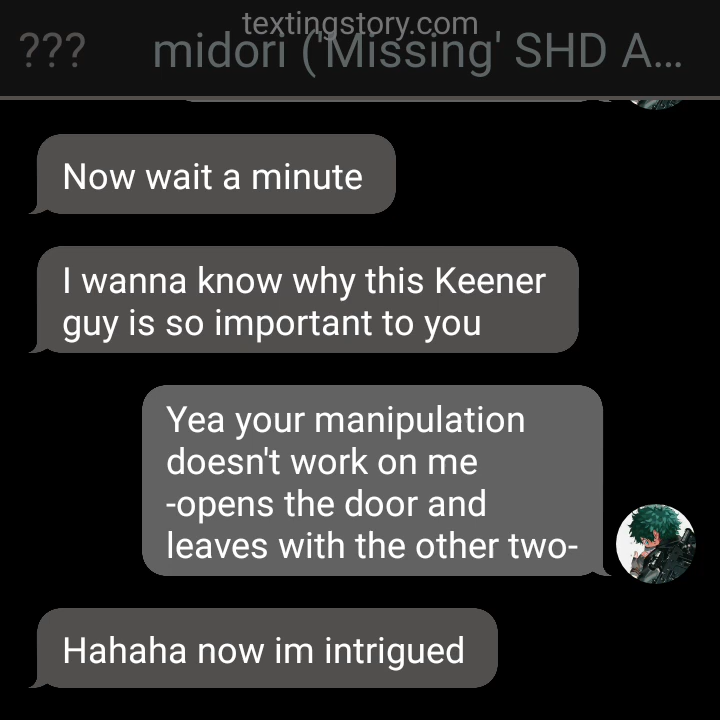 textingstory.com
???
midori ('Missing' SHD A...
Now wait a minute
I wanna know why this Keener
guy is so important to you
Yea your manipulation
doesn't work on me
-opens the door and
leaves with the other two-
Hahaha now im intrigued